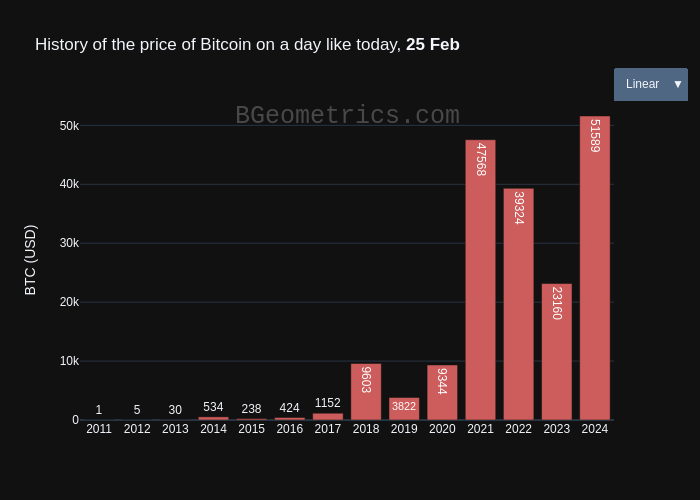 History of the price of Bitcoin on a day like today, 25 Feb
Linear ▼
BGeometrics.com
BTC (USD)
50k
40k
30k
20k
10k
0
1
5
30
534
238
424
1152
9603
3822
9344
47568
39324
23160
51589
2011 2012 2013 2014 2015 2016 2017 2018 2019 2020 2021 2022 2023 2024